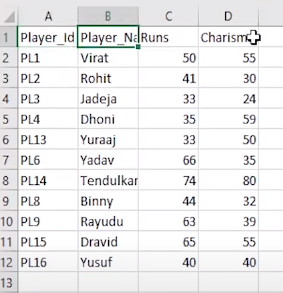 A B C D
1 Player_Id Player_Na Runs Charism
2 PL1 Virat 50 55
3 PL2 Rohit 41 30
4 PL3 Jadeja 33 24
5 PL4 Dhoni 35 59
6 PL13 Yuraaj 33 50
7 PL6 Yadav 66 35
8 PL14 Tendulkar 74 80
9 PL8 Binny 44 32
10 PL9 Rayudu 63 39
11 PL15 Dravid 65 55
12 PL16 Yusuf 40 40
13